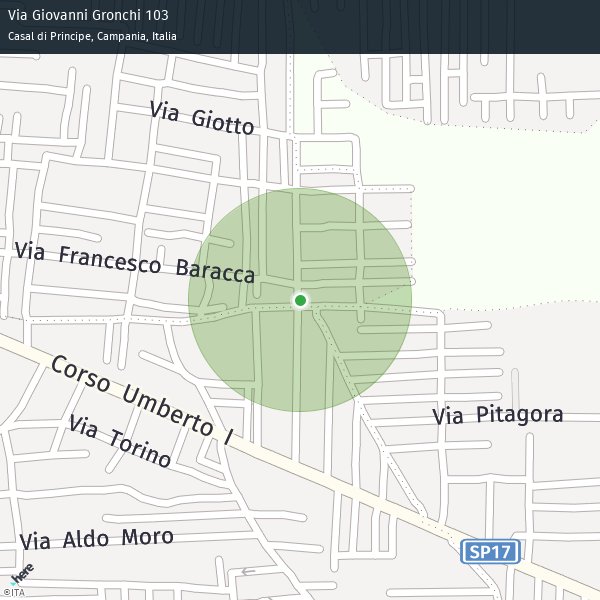 Via Giovanni Gronchi 103
Casal di Principe, Campania, Italia
Via Giotto
Via Francesco Baracca
Corso Umberto I
Via Torino
Via Pitagora
Via Aldo Moro
SP17
here
©ITA